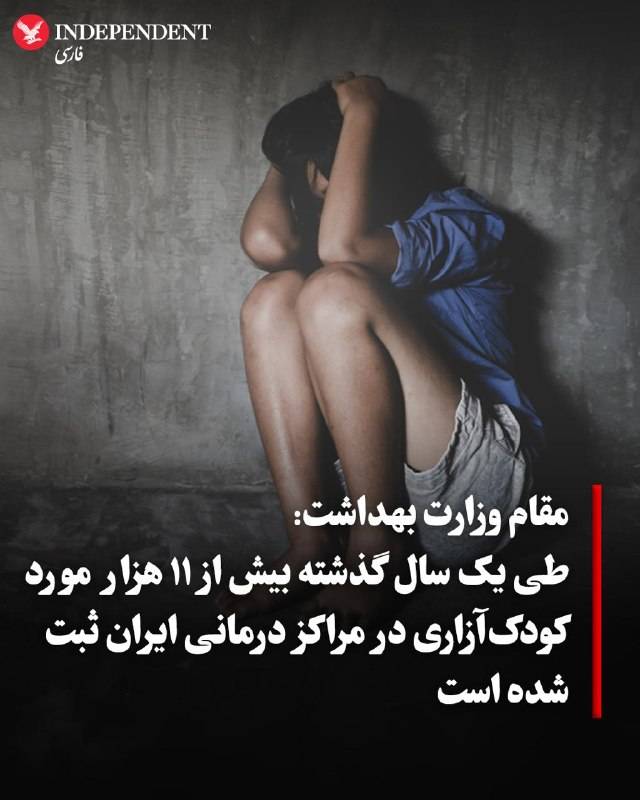 INDEPENDENT
فارسی
مقام وزارت بهداشت:
طی یک سال گذشته بیش از ۱۱ هزار مورد
کودک‌آزاری در مراکز درمانی ایران ثبت
شده است